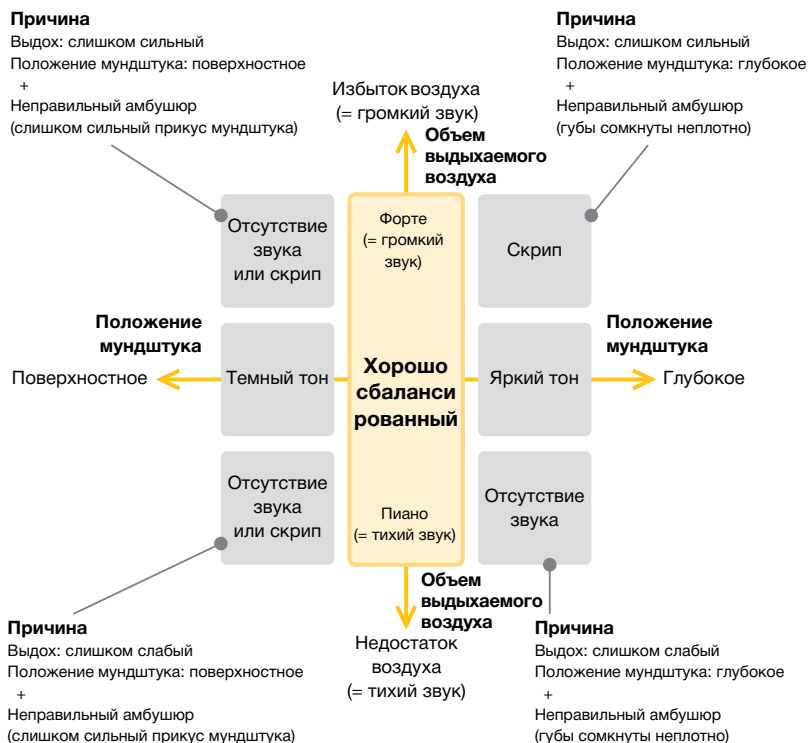 Причина
Выдох: слишком сильный
Положение мундштука: поверхностное
+
Неправильный амбушюр
(слишком сильный прикус мундштука)
Причина
Выдох: слишком сильный
Положение мундштука: глубокое
+
Неправильный амбушюр
(губы сомкнуты неплотно)
Избыток воздуха
(= громкий звук)
Объем
выдыхаемого
воздуха
Отсутствие
звука
или скрип
Форте
(= громкий
звук)
Скрип
Положение
мундштука
Поверхностное
Темный тон
Хорошо
сбаланси
рованный
Яркий тон
Положение
мундштука
Глубокое
Отсутствие
звука
или скрип
Пиано
(= тихий звук)
Отсутствие
звука
Объем
выдыхаемого
воздуха
Недостаток
воздуха
(= тихий звук)
Причина
Выдох: слишком слабый
Положение мундштука: поверхностное
+
Неправильный амбушюр
(слишком сильный прикус мундштука)
Причина
Выдох: слишком слабый
Положение мундштука: глубокое
+
Неправильный амбушюр
(губы сомкнуты неплотно)